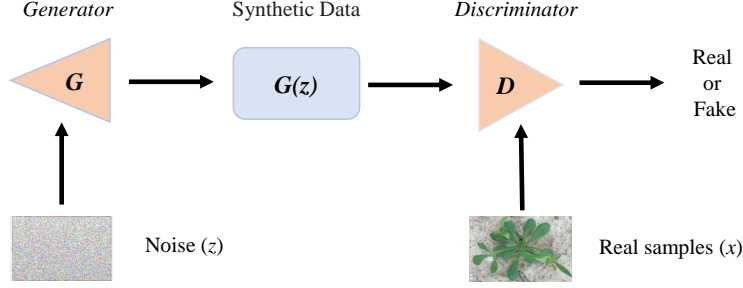 Generator
Synthetic Data
Discriminator
G
G(z)
D
Real
or
Fake
Noise (z)
Real samples (x)